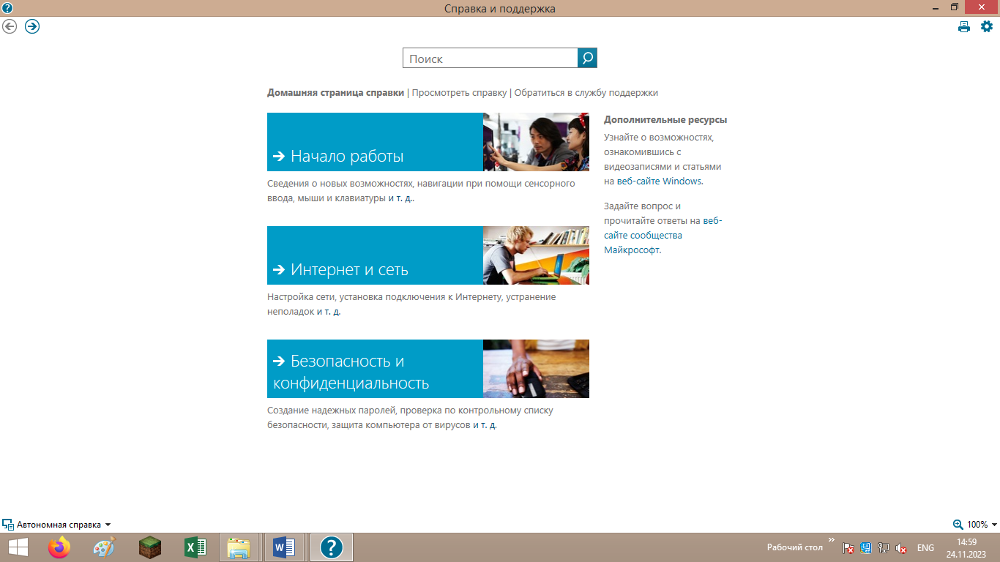 Справка и поддержка
Поиск
Домашняя страница справки | Просмотреть справку | Обратиться в службу поддержки
Начало работы
Сведения о новых возможностях, навигации при помощи сенсорного
ввода, мыши и клавиатуры и т. д..
Интернет и сеть
Настройка сети, установка подключения к Интернету, устранение
неполадок и т. д.
Безопасность и
конфиденциальность
Создание надежных паролей, проверка по контрольному списку
безопасности, защита компьютера от вирусов и т. д.
Дополнительные ресурсы
Узнайте о возможностях,
ознакомившись с
видеозаписями и статьями
на веб-сайте Windows.
Задайте вопрос и
прочитайте ответы на веб-
сайте сообщества
Майкрософт.
Автономная справка
100%
Рабочий стол
ENG
14:59
24.11.2023